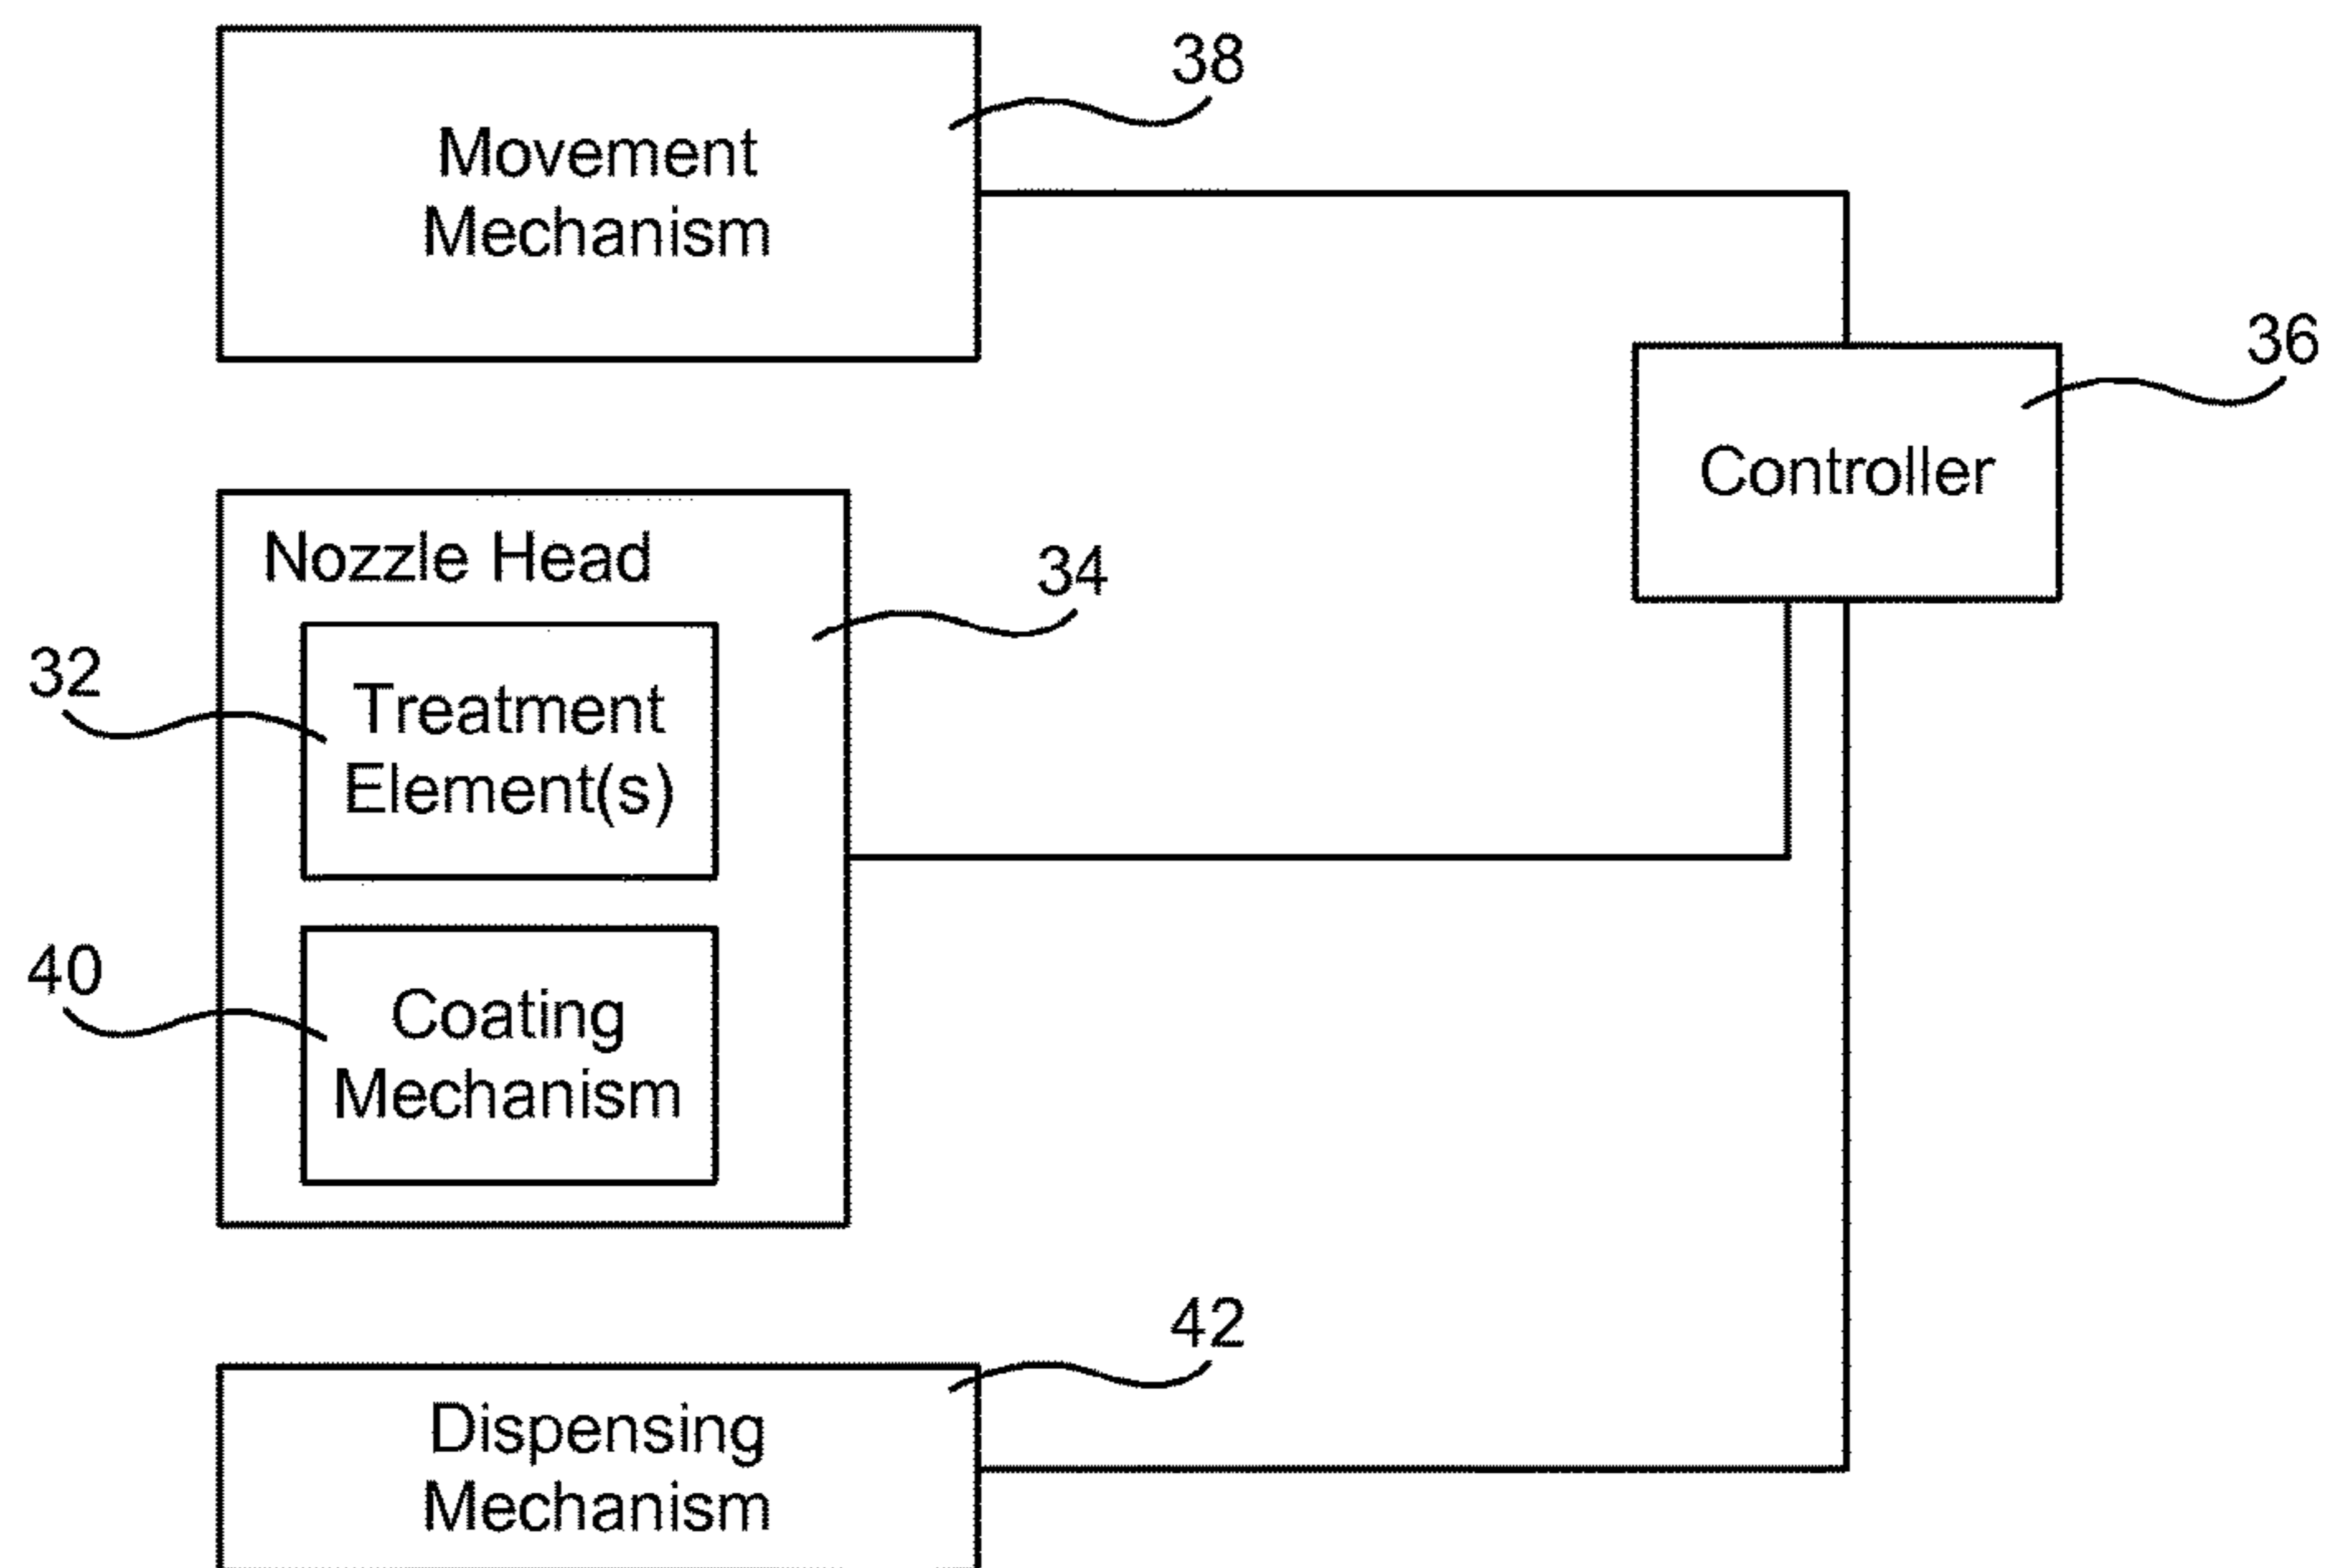 38
Movement
Mechanism
36
Controller
Nozzle Head
34
32
Treatment
Element(s)
40
Coating
Mechanism
42
Dispensing
Mechanism